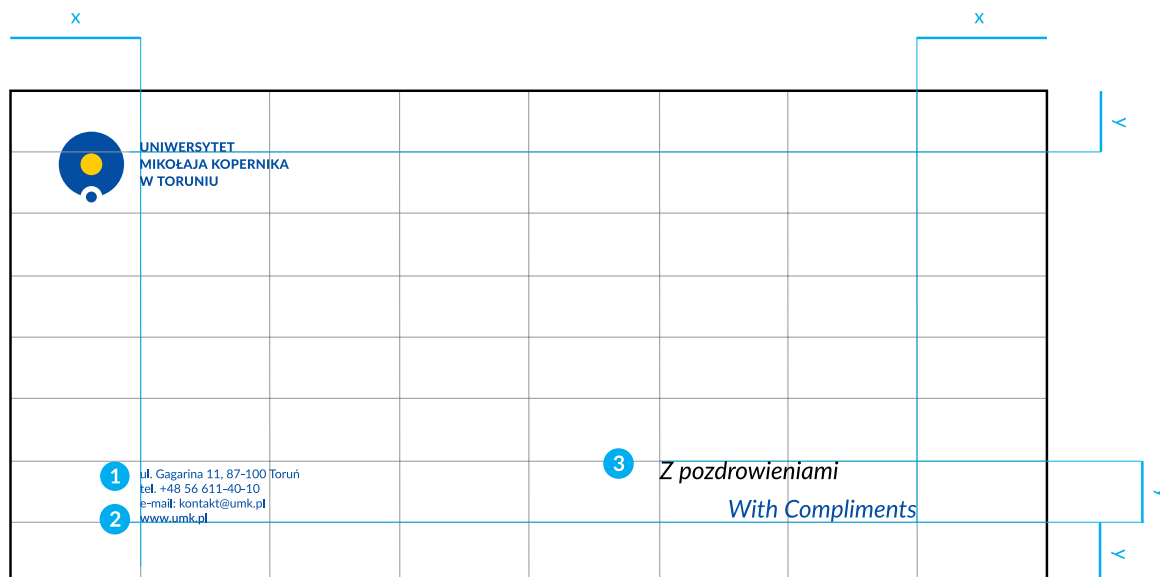 x
x
y
UNIWERSYTET
MIKOŁAJA KOPERNIKA
W TORUNIU
1
ul. Gagarina 11, 87-100 Toruń
tel. +48 56 611-40-10
e-mail: kontakt@umk.pl
2
www.umk.pl
3
Z pozdrowieniami
With Compliments
y
y